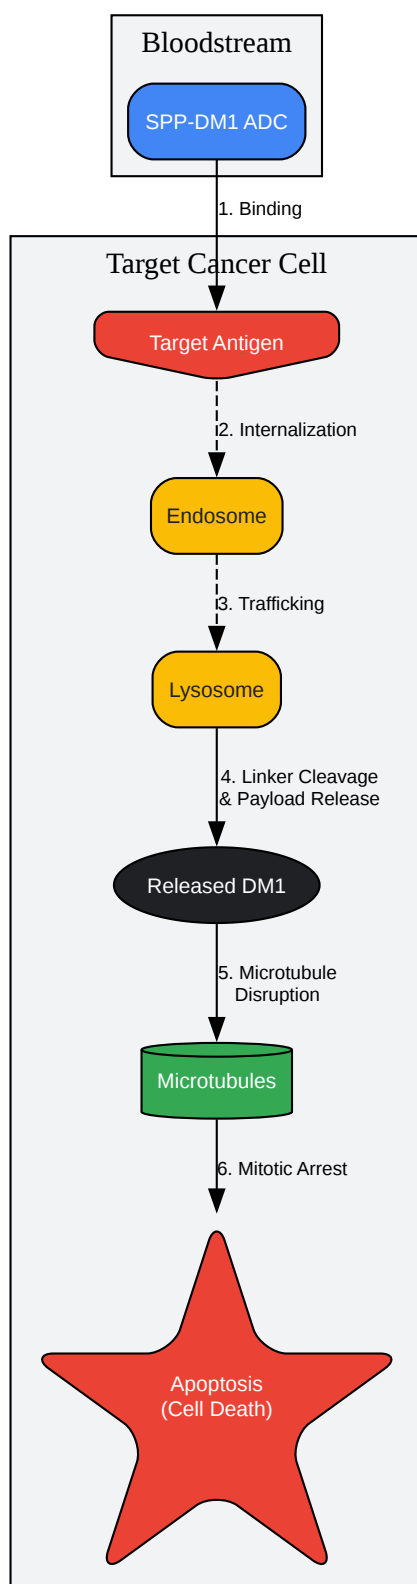 Bloodstream
SPP-DM1 ADC
1. Binding
Target Cancer Cell
Target Antigen
2. Internalization
Endosome
3. Trafficking
Lysosome
4. Linker Cleavage
& Payload Release
Released DM1
5. Microtubule
Disruption
Microtubules
6. Mitotic Arrest
Apoptosis
(Cell Death)